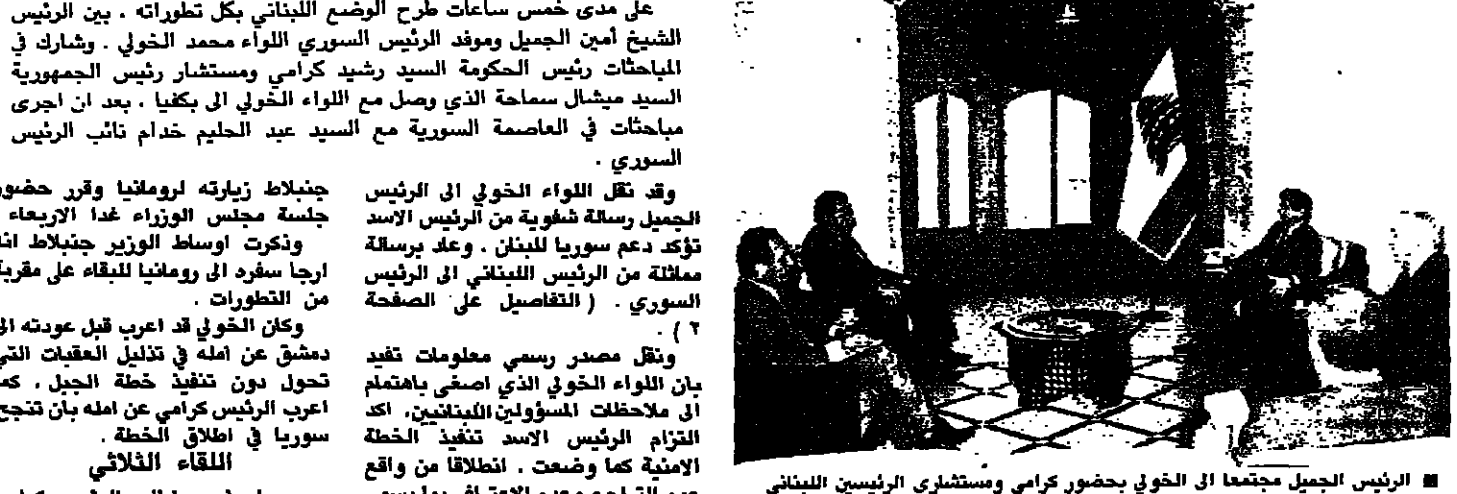 على مدى خمس ساعات طرح الوضع اللبناني بكل تطوراته . بين الرئيس
الشيخ أمين الجميل وموفد الرئيس السوري اللواء محمد الخولي . وشارك في
المباحثات رئيس الحكومة السيد رشيد كرامي ومستشار رئيس الجمهورية
السيد ميشال سماحة الذي وصل مع اللواء الخولي الى بكفيا . بعد ان اجرى
مباحثات في العاصمة السورية مع السيد عبد الحليم خدام نائب الرئيس
السوري .
وقد نقل اللواء الخولي الى الرئيس
الجميل رسالة شفوية من الرئيس الاسد
تؤكد دعم سوريا للبنان . وعاد برسالة
مماثلة من الرئيس اللبناني الى الرئيس
السوري . ( التفاصيل على الصفحة
٢ ) .
ونقل مصدر رسمي معلومات تفيد
بان اللواء الخولي الذي اصغى باهتمام
الى ملاحظات المسؤولين اللبنانيين، اكد
التزام الرئيس الاسد تنفيذ الخطة
الامنية كما وضعت . انطلاقا من واقع
جنبلاط زيارته لرومانيا وقرر حضور
جلسة مجلس الوزراء غدا الاربعاء
وذكرت اوساط الوزير جنبلاط انه
ارجا سفره الى رومانيا للبقاء على مقربة
من التطورات .
وكان الخولي قد اعرب قبل عودته الى
دمشق عن امله في تذليل العقبات التي
تحول دون تنفيذ خطة الجبل . كما
اعرب الرئيس كرامي عن امله بان تنجح
سوريا في اطلاق الخطة .
اللقاء الثلاثي
■ الرئيس الجميل مجتمعا الى الخولي بحضور كرامي ومستشاري الرئيسين اللبناني